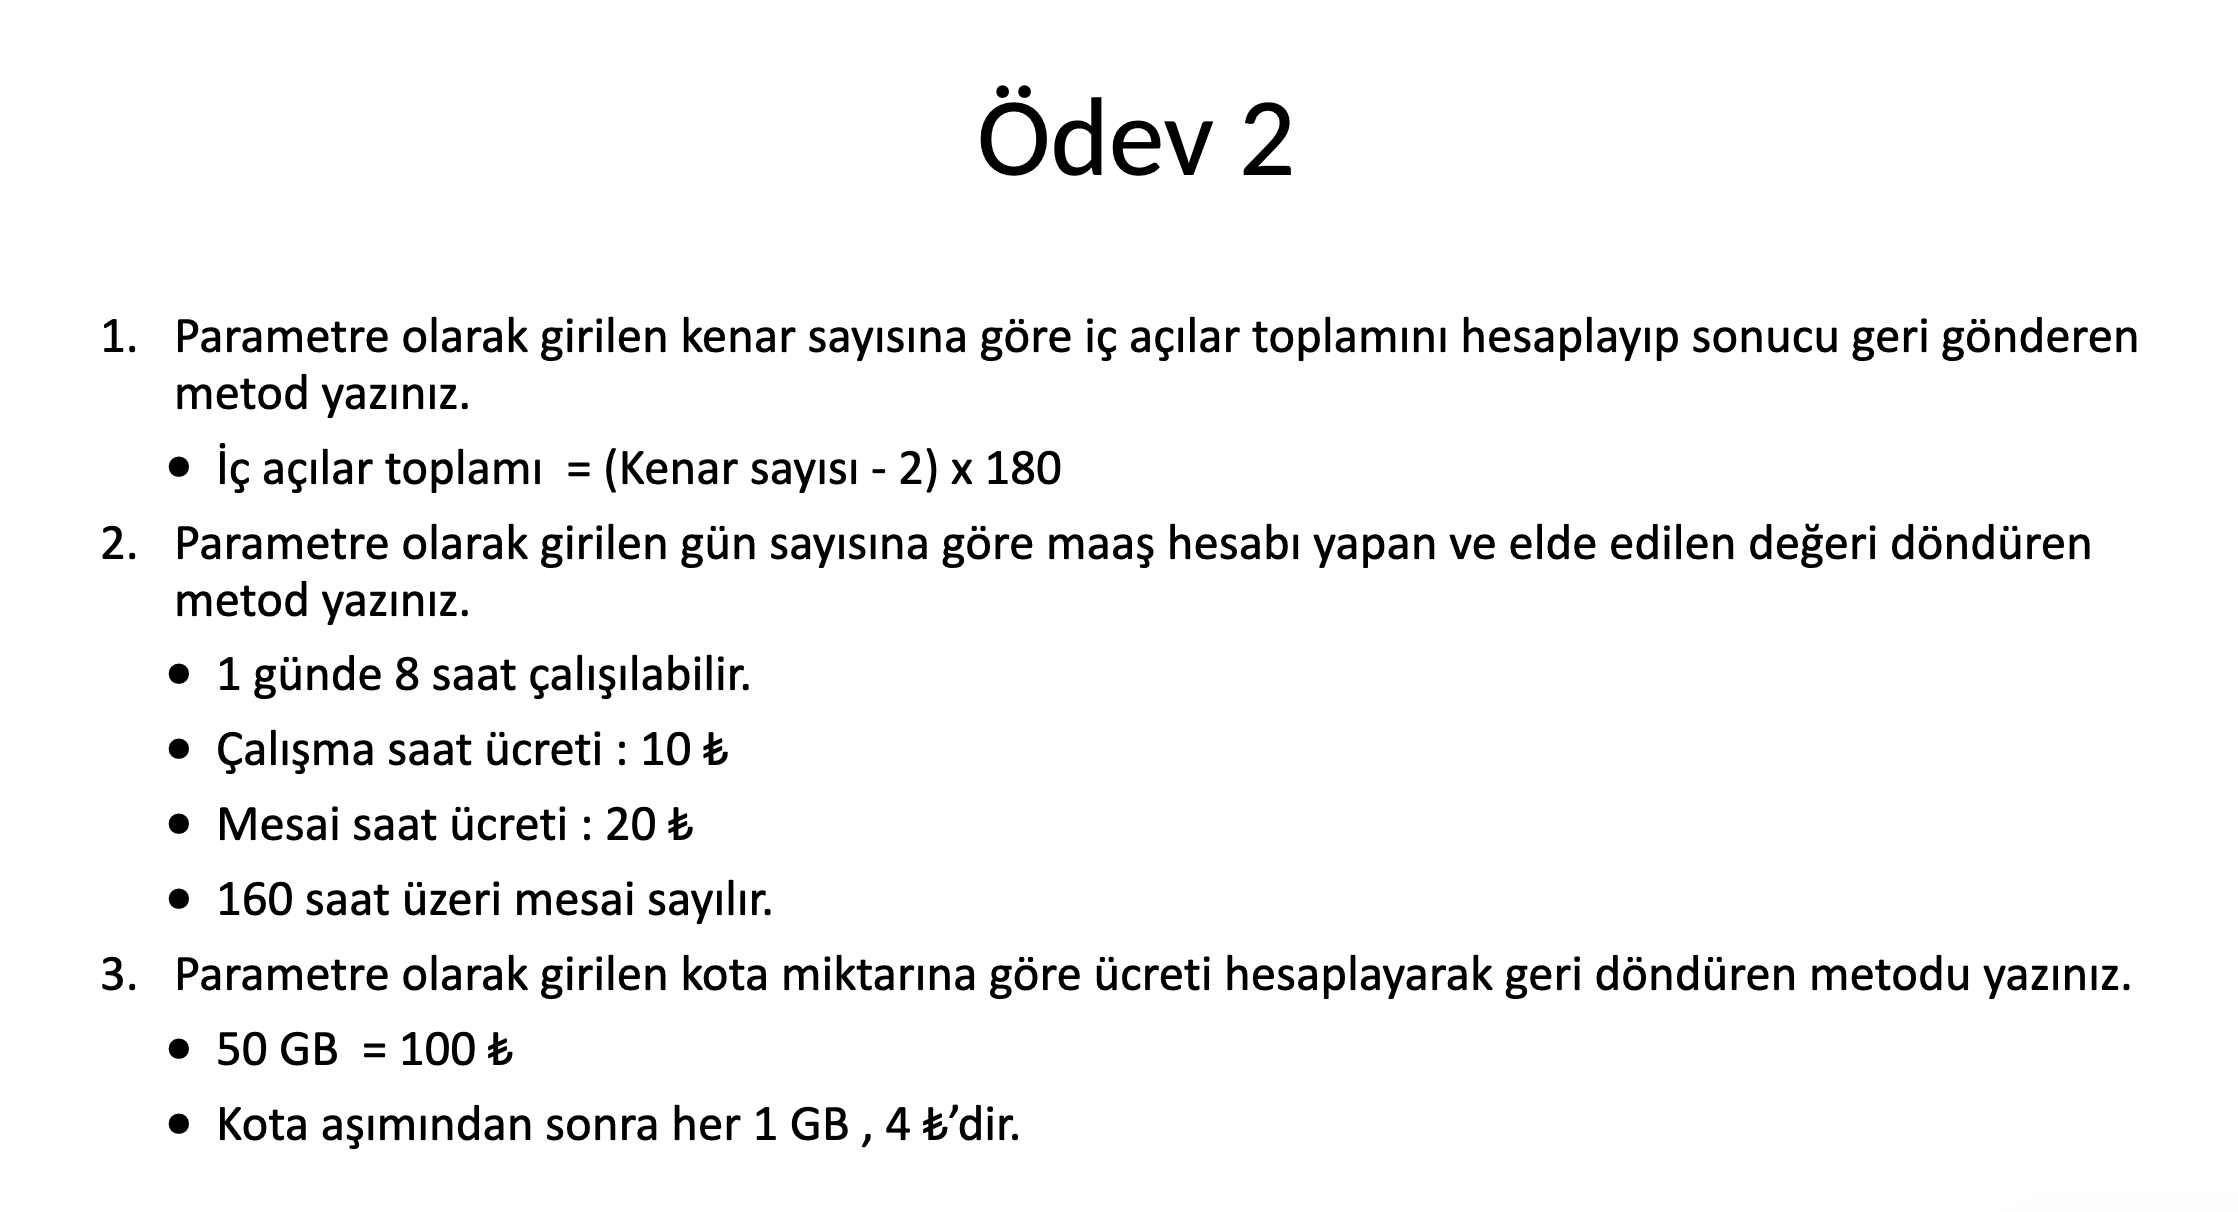 Ödev 2
1. Parametre olarak girilen kenar sayısına göre iç açılar toplamını hesaplayıp sonucu geri gönderen
metod yazınız.
• İç açılar toplamı = (Kenar sayısı - 2) x 180
2. Parametre olarak girilen gün sayısına göre maaş hesabı yapan ve elde edilen değeri döndüren
metod yazınız.
• 1 günde 8 saat çalışılabilir.
• Çalışma saat ücreti : 10 ₺
• Mesai saat ücreti : 20 ₺
• 160 saat üzeri mesai sayılır.
3. Parametre olarak girilen kota miktarına göre ücreti hesaplayarak geri döndüren metodu yazınız.
• 50 GB = 100 ₺
• Kota aşımından sonra her 1 GB , 4 ₺’dir.